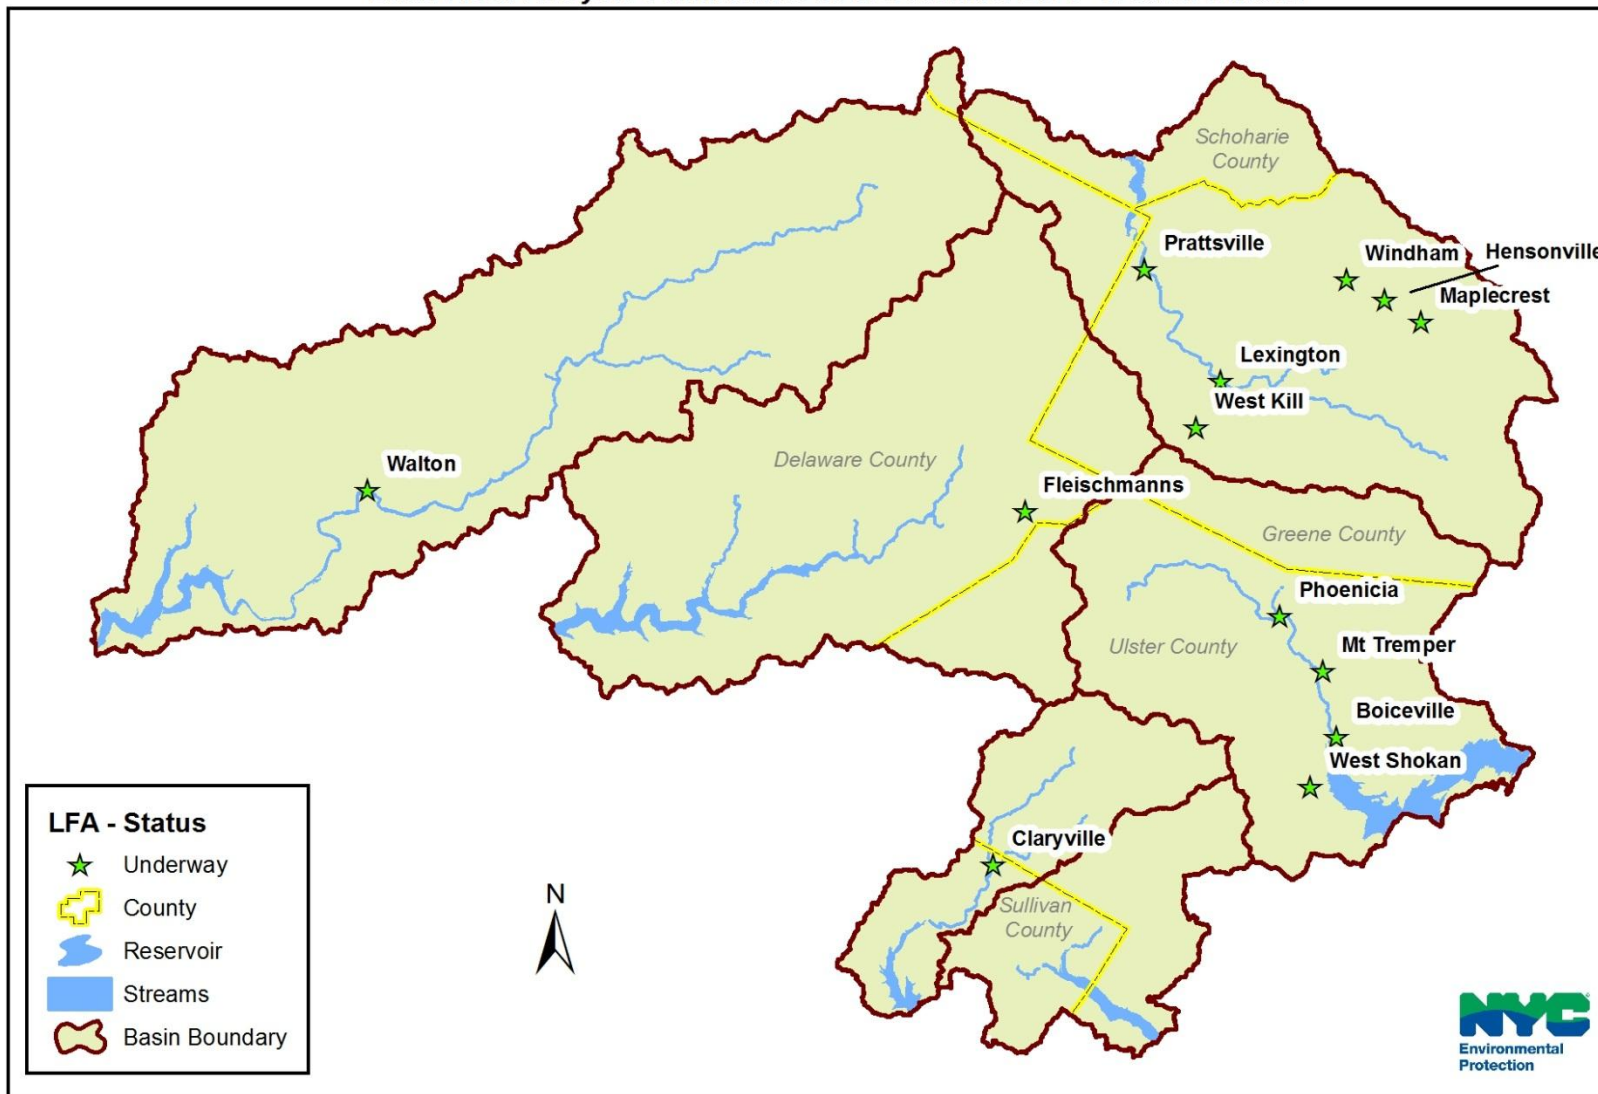 Schoharie
County
Prattsville
Windham
Hensonville
Maplecrest
Lexington
West Kill
Walton
Delaware County
Fleischmanns
Greene County
Phoenicia
Ulster County
Mt Tremper
Boiceville
West Shokan
Claryville
Sullivan
County
N
LFA - Status
Underway
County
Reservoir
Streams
Basin Boundary
NYC
Environmental
Protection